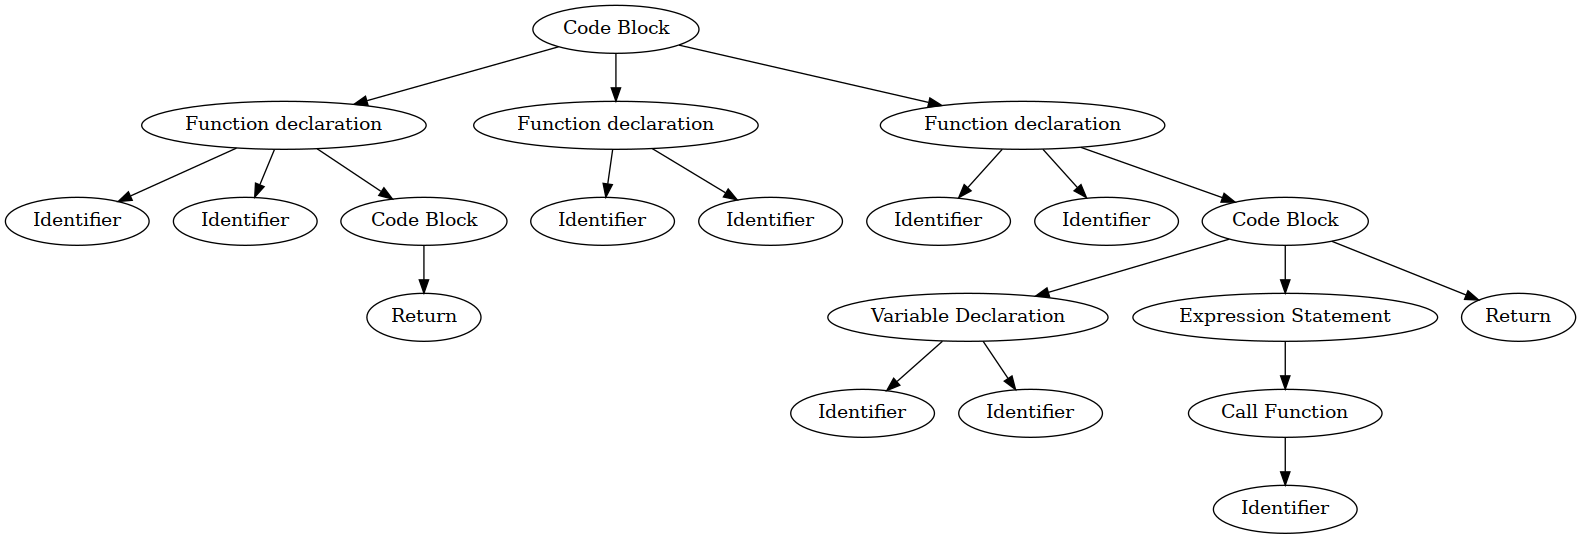 Code Block
Function declaration
Function declaration
Function declaration
Identifier
Identifier
Code Block
Identifier
Identifier
Identifier
Identifier
Code Block
Return
Variable Declaration
Expression Statement
Return
Identifier
Identifier
Call Function
Identifier